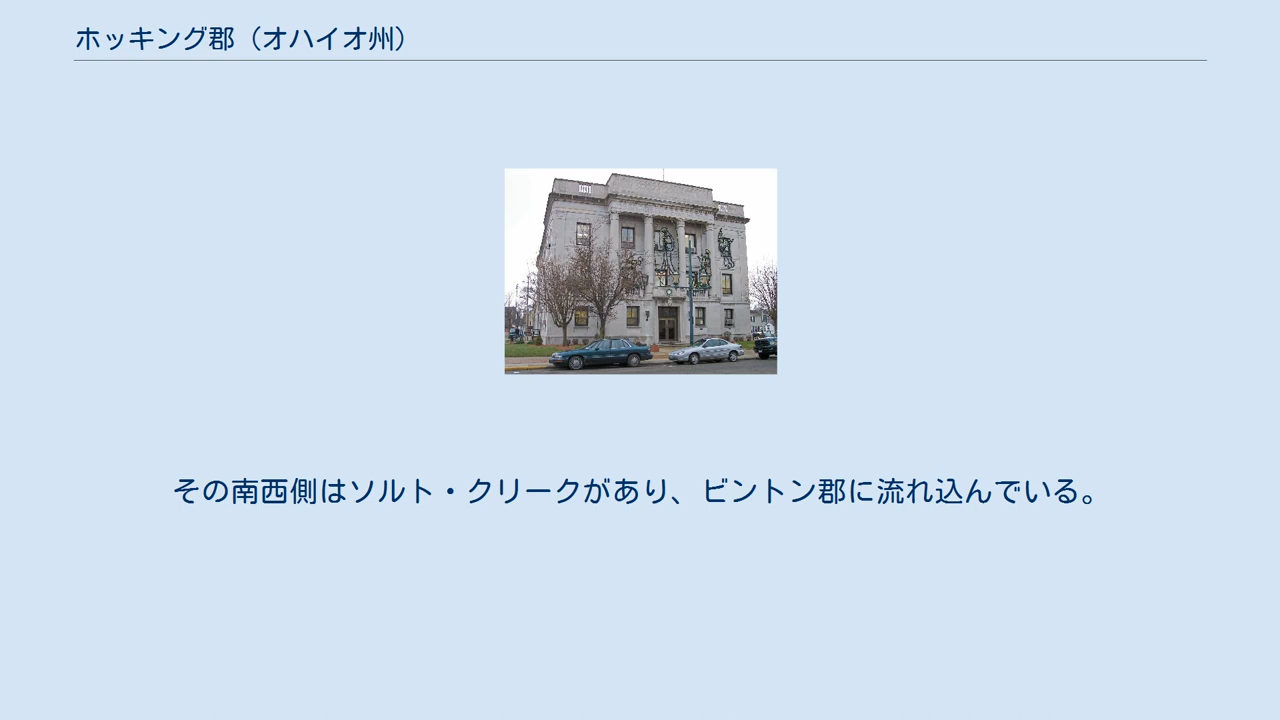 ホッキング郡（オハイオ州）
その南西側はソルト・クリークがあり、ビントン郡に流れ込んでいる。